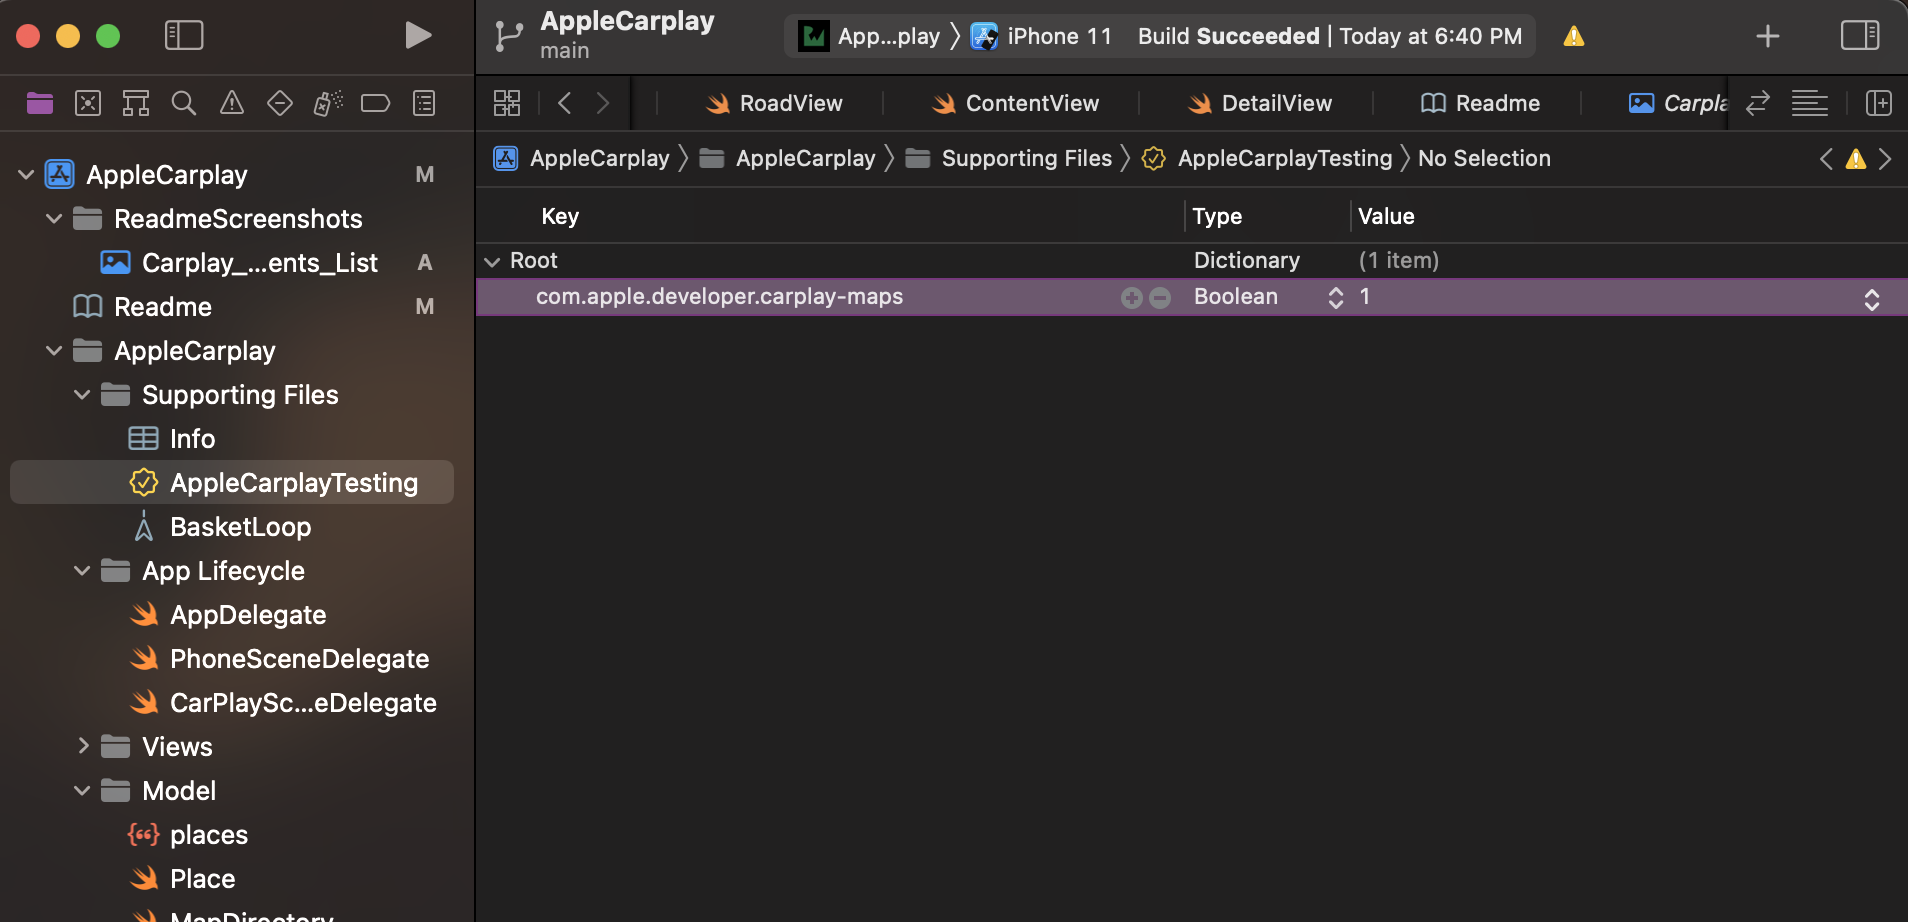 AppleCarplay
main
App...play
iPhone 11
Build Succeeded | Today at 6:40 PM
RoadView
ContentView
DetailView
Readme
Carpla
AppleCarplay
AppleCarplay
Supporting Files
AppleCarplayTesting
No Selection
AppleCarplay M
ReadmeScreenshots
Carplay_...ents_List A
Readme M
AppleCarplay
Supporting Files
Info
AppleCarplayTesting
BasketLoop
App Lifecycle
AppDelegate
PhoneSceneDelegate
CarPlaySc...eDelegate
Views
Model
places
Place
MapDirectory
Key Type Value
Root Dictionary (1 item)
com.apple.developer.carplay-maps Boolean 1